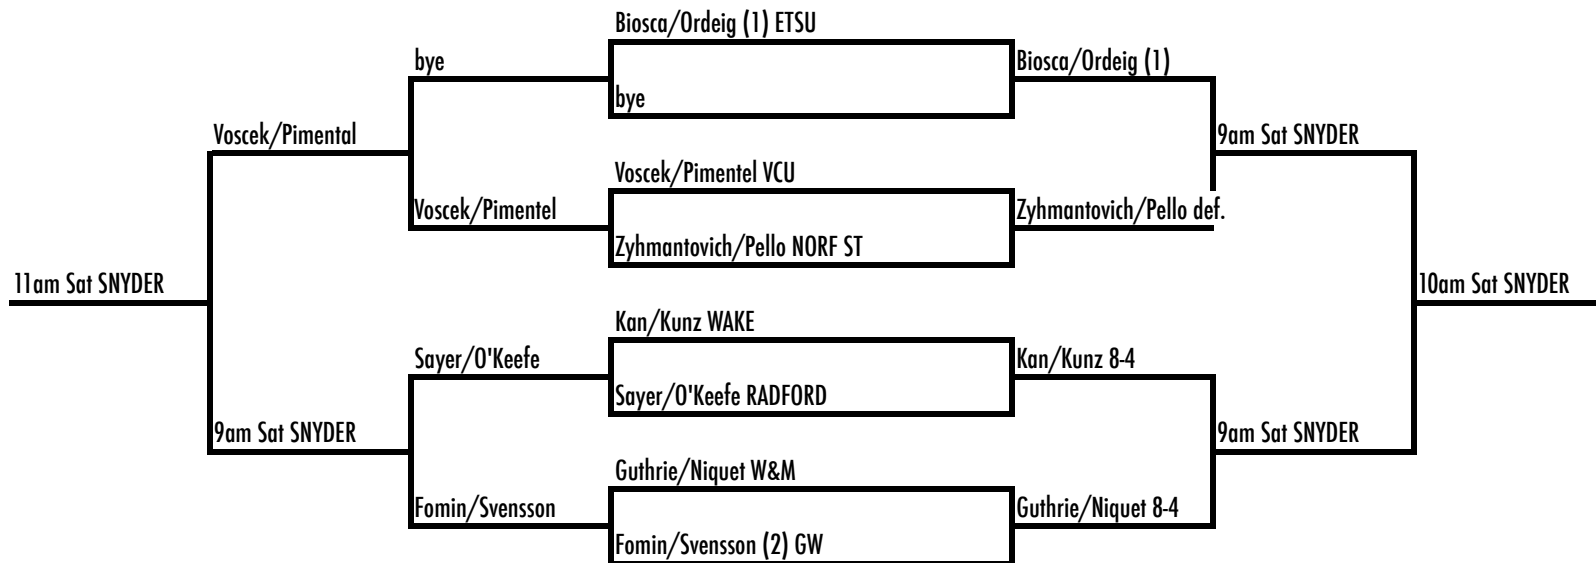 Biosca/Ordeig (1) ETSU
bye
Biosca/Ordeig (1)
bye
Voscek/Pimental
9am Sat SNYDER
Voscek/Pimentel VCU
Voscek/Pimentel
Zyhmantovich/Pello def.
Zyhmantovich/Pello NORF ST
11am Sat SNYDER
10am Sat SNYDER
Kan/Kunz WAKE
Sayer/O'Keefe
Kan/Kunz 8-4
Sayer/O'Keefe RADFORD
9am Sat SNYDER
9am Sat SNYDER
Guthrie/Niquet W&M
Fomin/Svensson
Guthrie/Niquet 8-4
Fomin/Svensson (2) GW